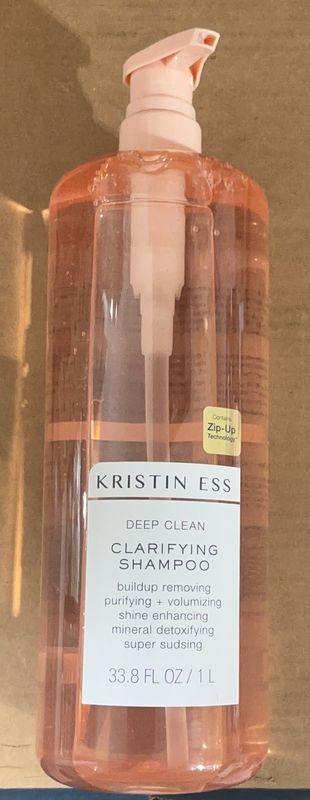 Contains
Zip-Up
Technology™
KRISTIN ESS
DEEP CLEAN
CLARIFYING
SHAMPOO
buildup removing
purifying + volumizing
shine enhancing
mineral detoxifying
super sudsing
33.8 FL OZ / 1 L